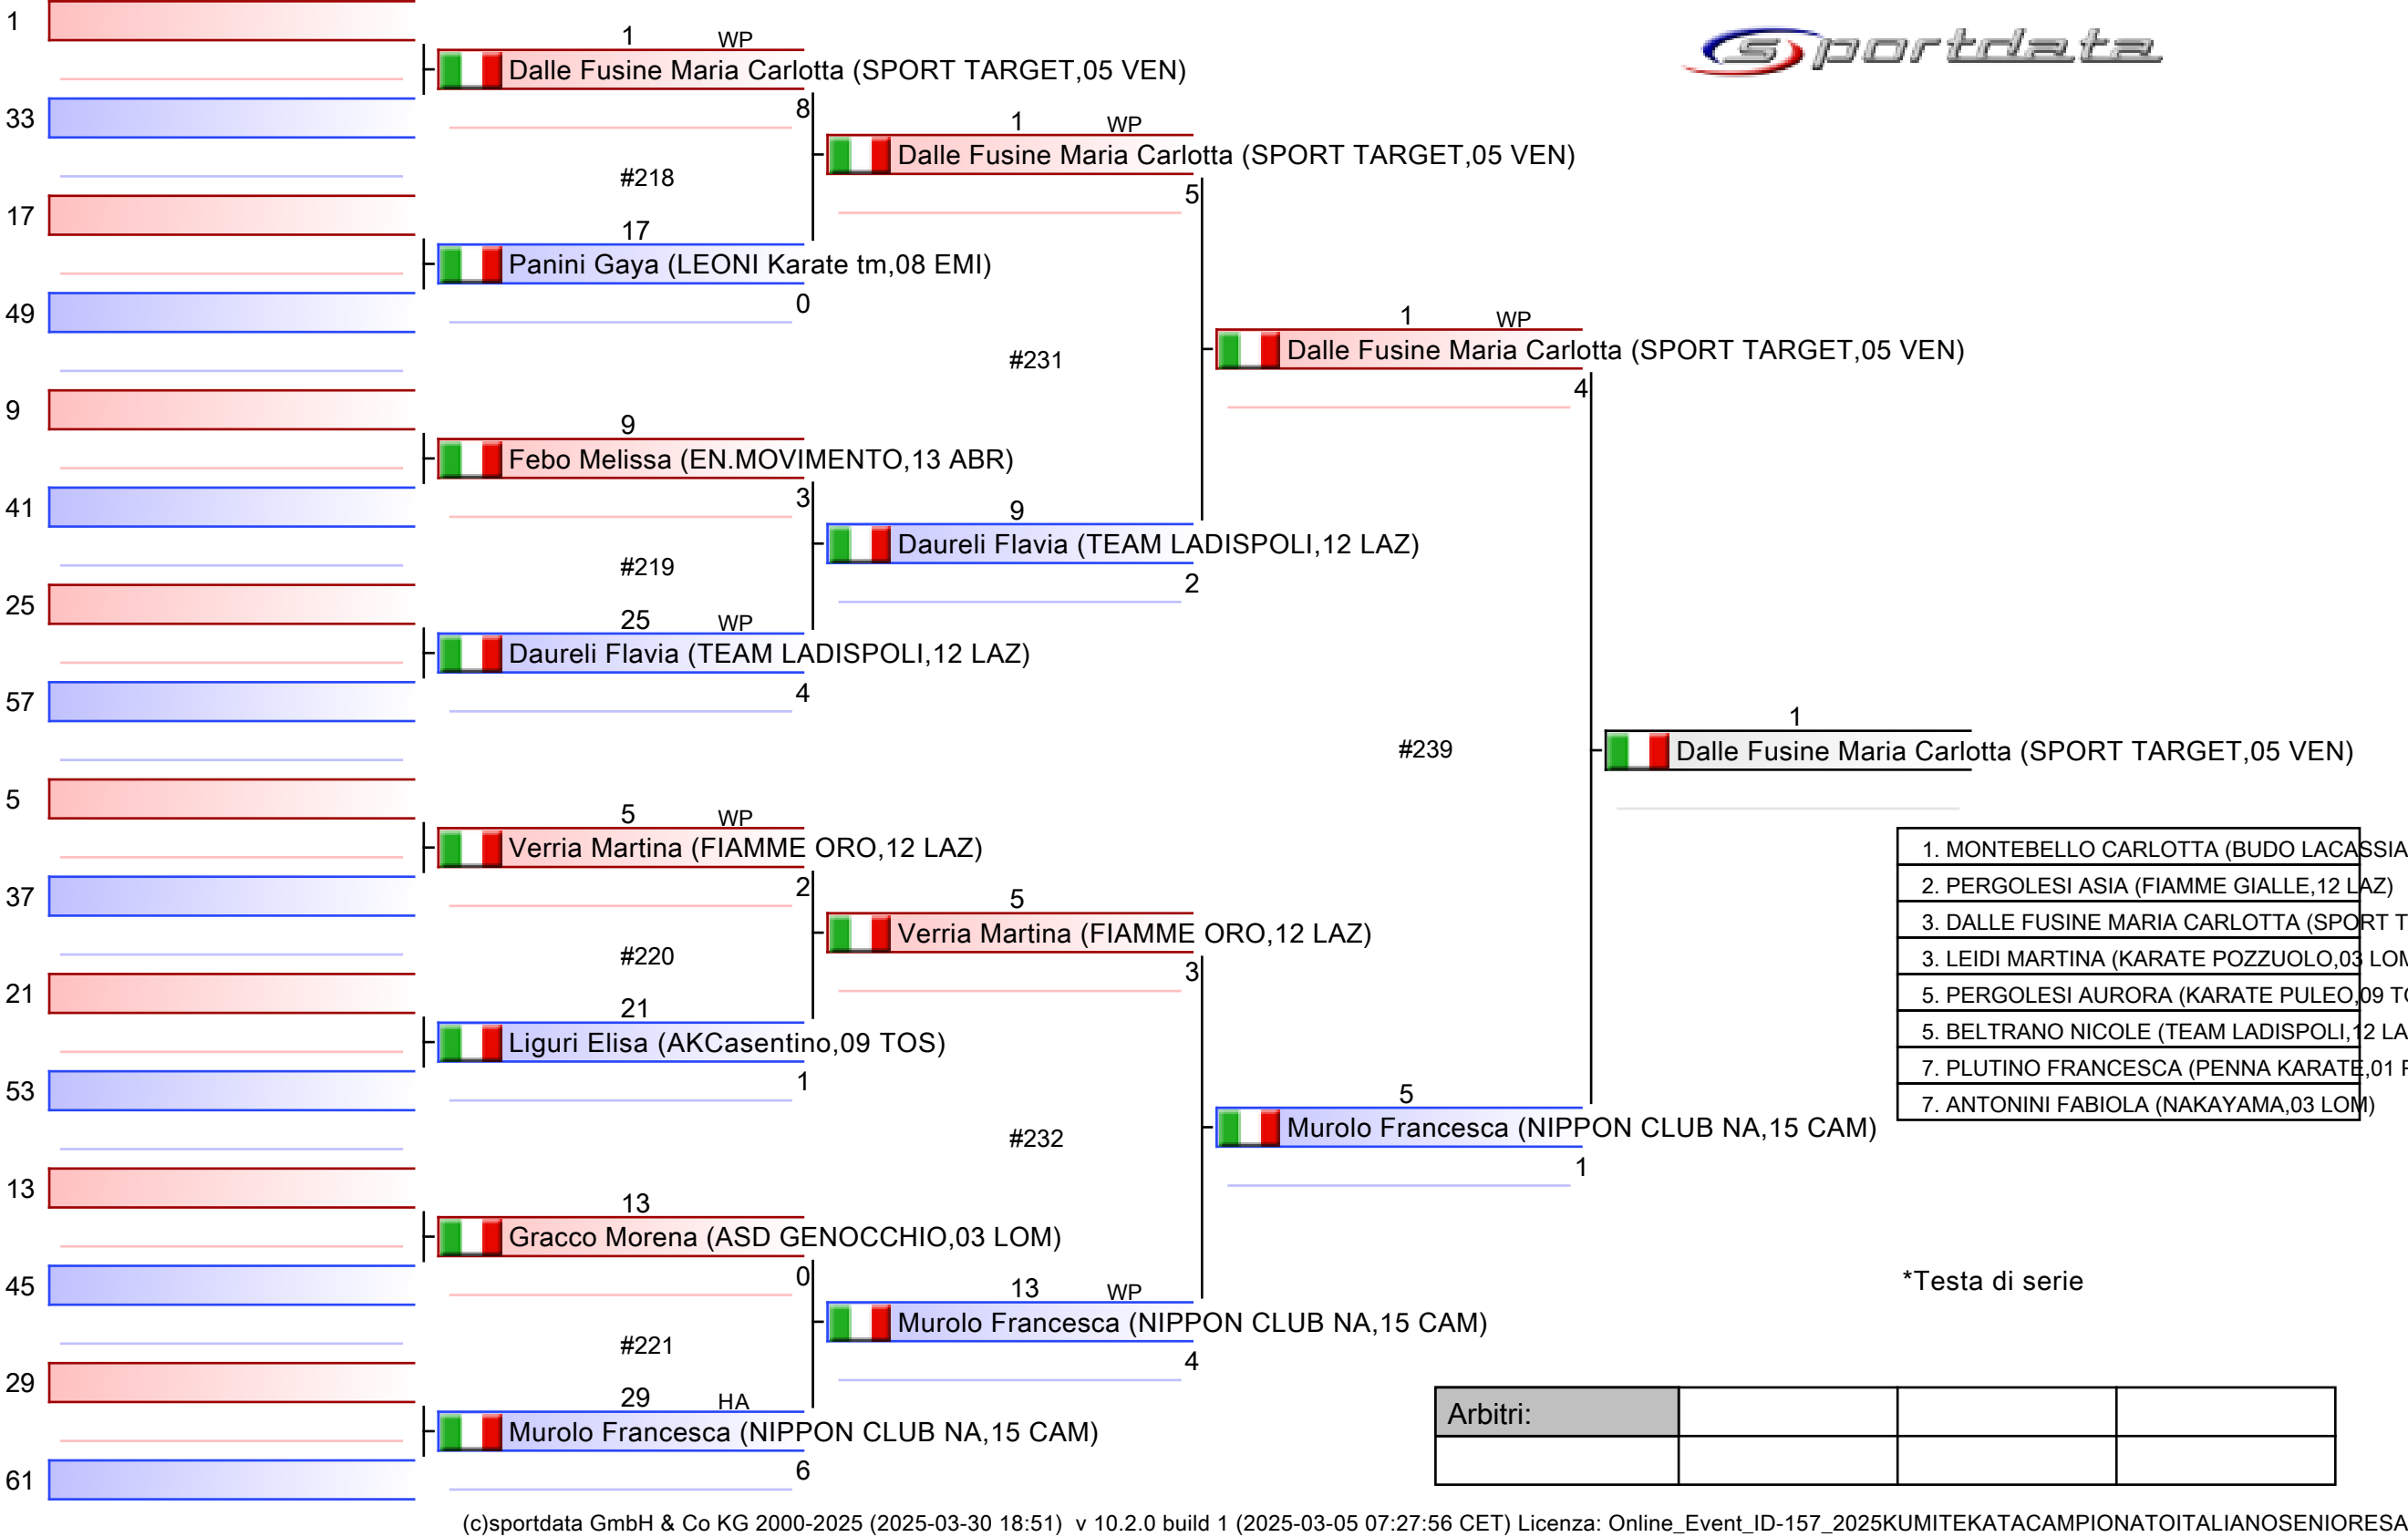 sportdata
1
33
17
49
9
41
25
57
5
37
21
53
13
45
29
61
1 WP
Dalle Fusine Maria Carlotta (SPORT TARGET,05 VEN)
8
#218
17
Panini Gaya (LEONI Karate tm,08 EMI)
0
9
Febo Melissa (EN.MOVIMENTO,13 ABR)
3
#219
25 WP
Daureli Flavia (TEAM LADISPOLI,12 LAZ)
4
5 WP
Verria Martina (FIAMME ORO,12 LAZ)
2
#220
21
Liguri Elisa (AKCasentino,09 TOS)
1
13
Gracco Morena (ASD GENOCCHIO,03 LOM)
0
#221
29 HA
Murolo Francesca (NIPPON CLUB NA,15 CAM)
6
1 WP
Dalle Fusine Maria Carlotta (SPORT TARGET,05 VEN)
5
#231
9
Daureli Flavia (TEAM LADISPOLI,12 LAZ)
2
5
Verria Martina (FIAMME ORO,12 LAZ)
3
#232
13 WP
Murolo Francesca (NIPPON CLUB NA,15 CAM)
4
1 WP
Dalle Fusine Maria Carlotta (SPORT TARGET,05 VEN)
4
#239
5
Murolo Francesca (NIPPON CLUB NA,15 CAM)
1
1
Dalle Fusine Maria Carlotta (SPORT TARGET,05 VEN)
1. MONTEBELLO CARLOTTA (BUDO LACASSIA
2. PERGOLESI ASIA (FIAMME GIALLE,12 LAZ)
3. DALLE FUSINE MARIA CARLOTTA (SPORT T
3. LEIDI MARTINA (KARATE POZZUOLO,03 LOM
5. PERGOLESI AURORA (KARATE PULEO,09 TO
5. BELTRANO NICOLE (TEAM LADISPOLI,12 LA
7. PLUTINO FRANCESCA (PENNA KARATE,01
7. ANTONINI FABIOLA (NAKAYAMA,03 LOM)
*Testa di serie
Arbitri:
(c)sportdata GmbH & Co KG 2000-2025 (2025-03-30 18:51) v 10.2.0 build 1 (2025-03-05 07:27:56 CET) Licenza: Online_Event_ID-157_2025KUMITEKATACAMPIONATOITALIANOSENIORESA